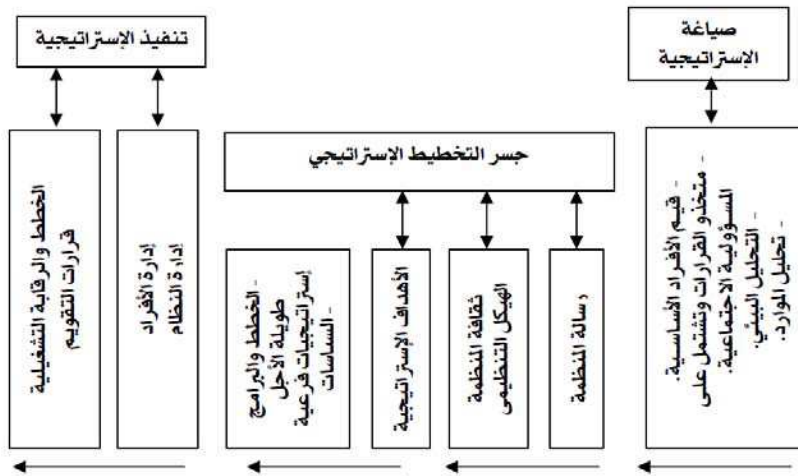 صياغة
الإستراتيجية
جسر التخطيط الإستراتيجي
تنفيذ الإستراتيجية
- قيم الأفراد الأساسية.
- متخذو القرارات وتشتمل على
المسؤولية الاجتماعية.
- التحليل البيئي.
- تحليل الموارد.
رسالة المنظمة
ثقافة المنظمة
الهيكل التنظيمى
الأهداف الإستراتيجية
- الخطط والبرامج
إستراتيجيات فرعية
طويلة الأجل
- السياسات
إدارة الأفراد
إدارة النظام
الخطط والرقابة التشغيلية
قرارات التقويم